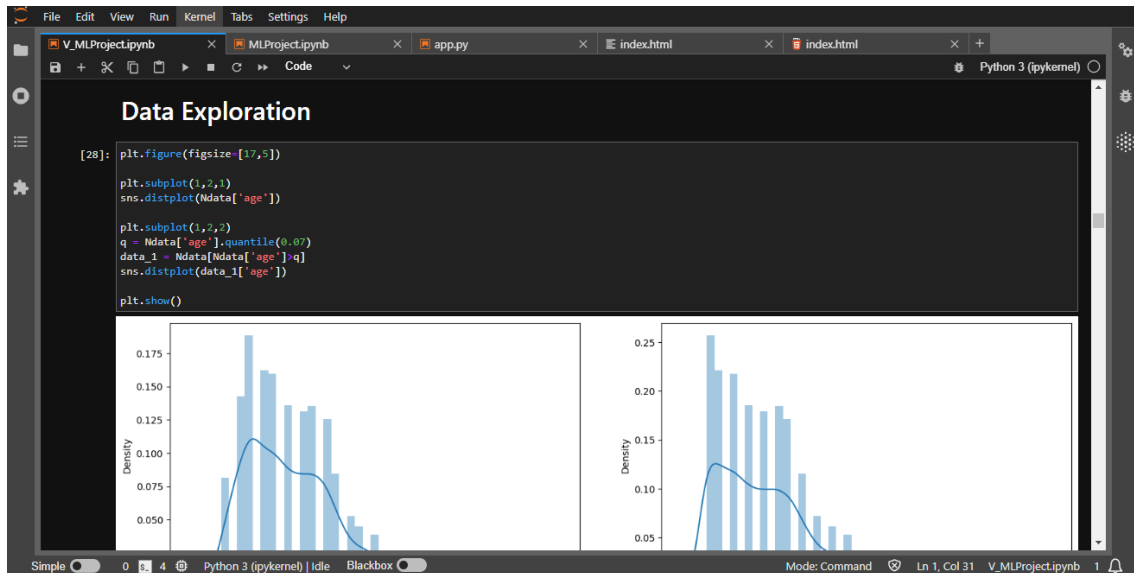 File Edit View Run Kernel Tabs Settings Help
V_MLProject.ipynb MLProject.ipynb app.py index.html index.html
Code Python 3 (ipykernel)
Data Exploration
[28]: plt.figure(figsize=[17,5])
plt.subplot(1,2,1)
sns.distplot(Ndata['age'])
plt.subplot(1,2,2)
q = Ndata['age'].quantile(0.07)
data_1 = Ndata[Ndata['age']>q]
sns.distplot(data_1['age'])
plt.show()
0.175
0.150
0.125
0.100
0.075
0.050
Density
0.25
0.20
0.15
0.10
0.05
Density
Simple 0 $_ 4 Python 3 (ipykernel) | Idle Blackbox Mode: Command Ln 1, Col 31 V_MLProject.ipynb 1